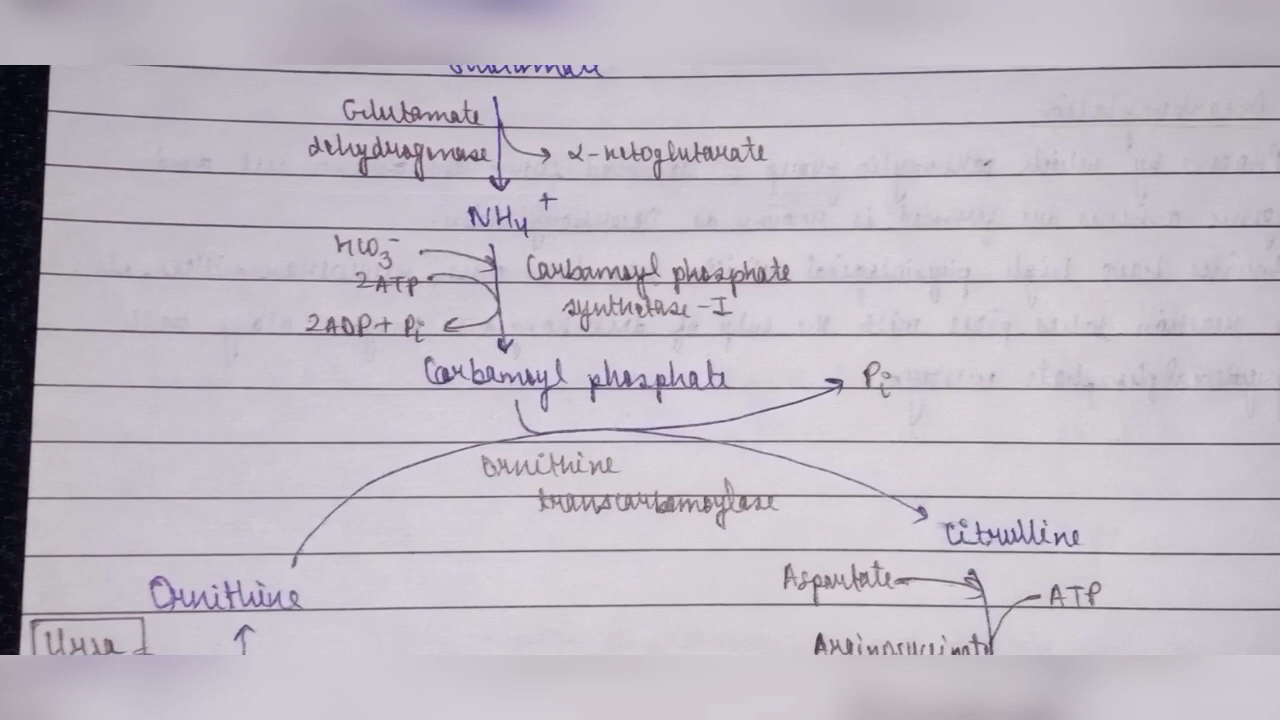 Glutamate
dehydrogenase
α-ketoglutarate
NH4+
HCO3-
2ATP
Carbamoyl phosphate
synthetase-I
2ADP + Pi
Carbamoyl phosphate
Pi
Ornithine
transcarbamoylase
Citrulline
Aspartate
ATP
Ornithine
Urea